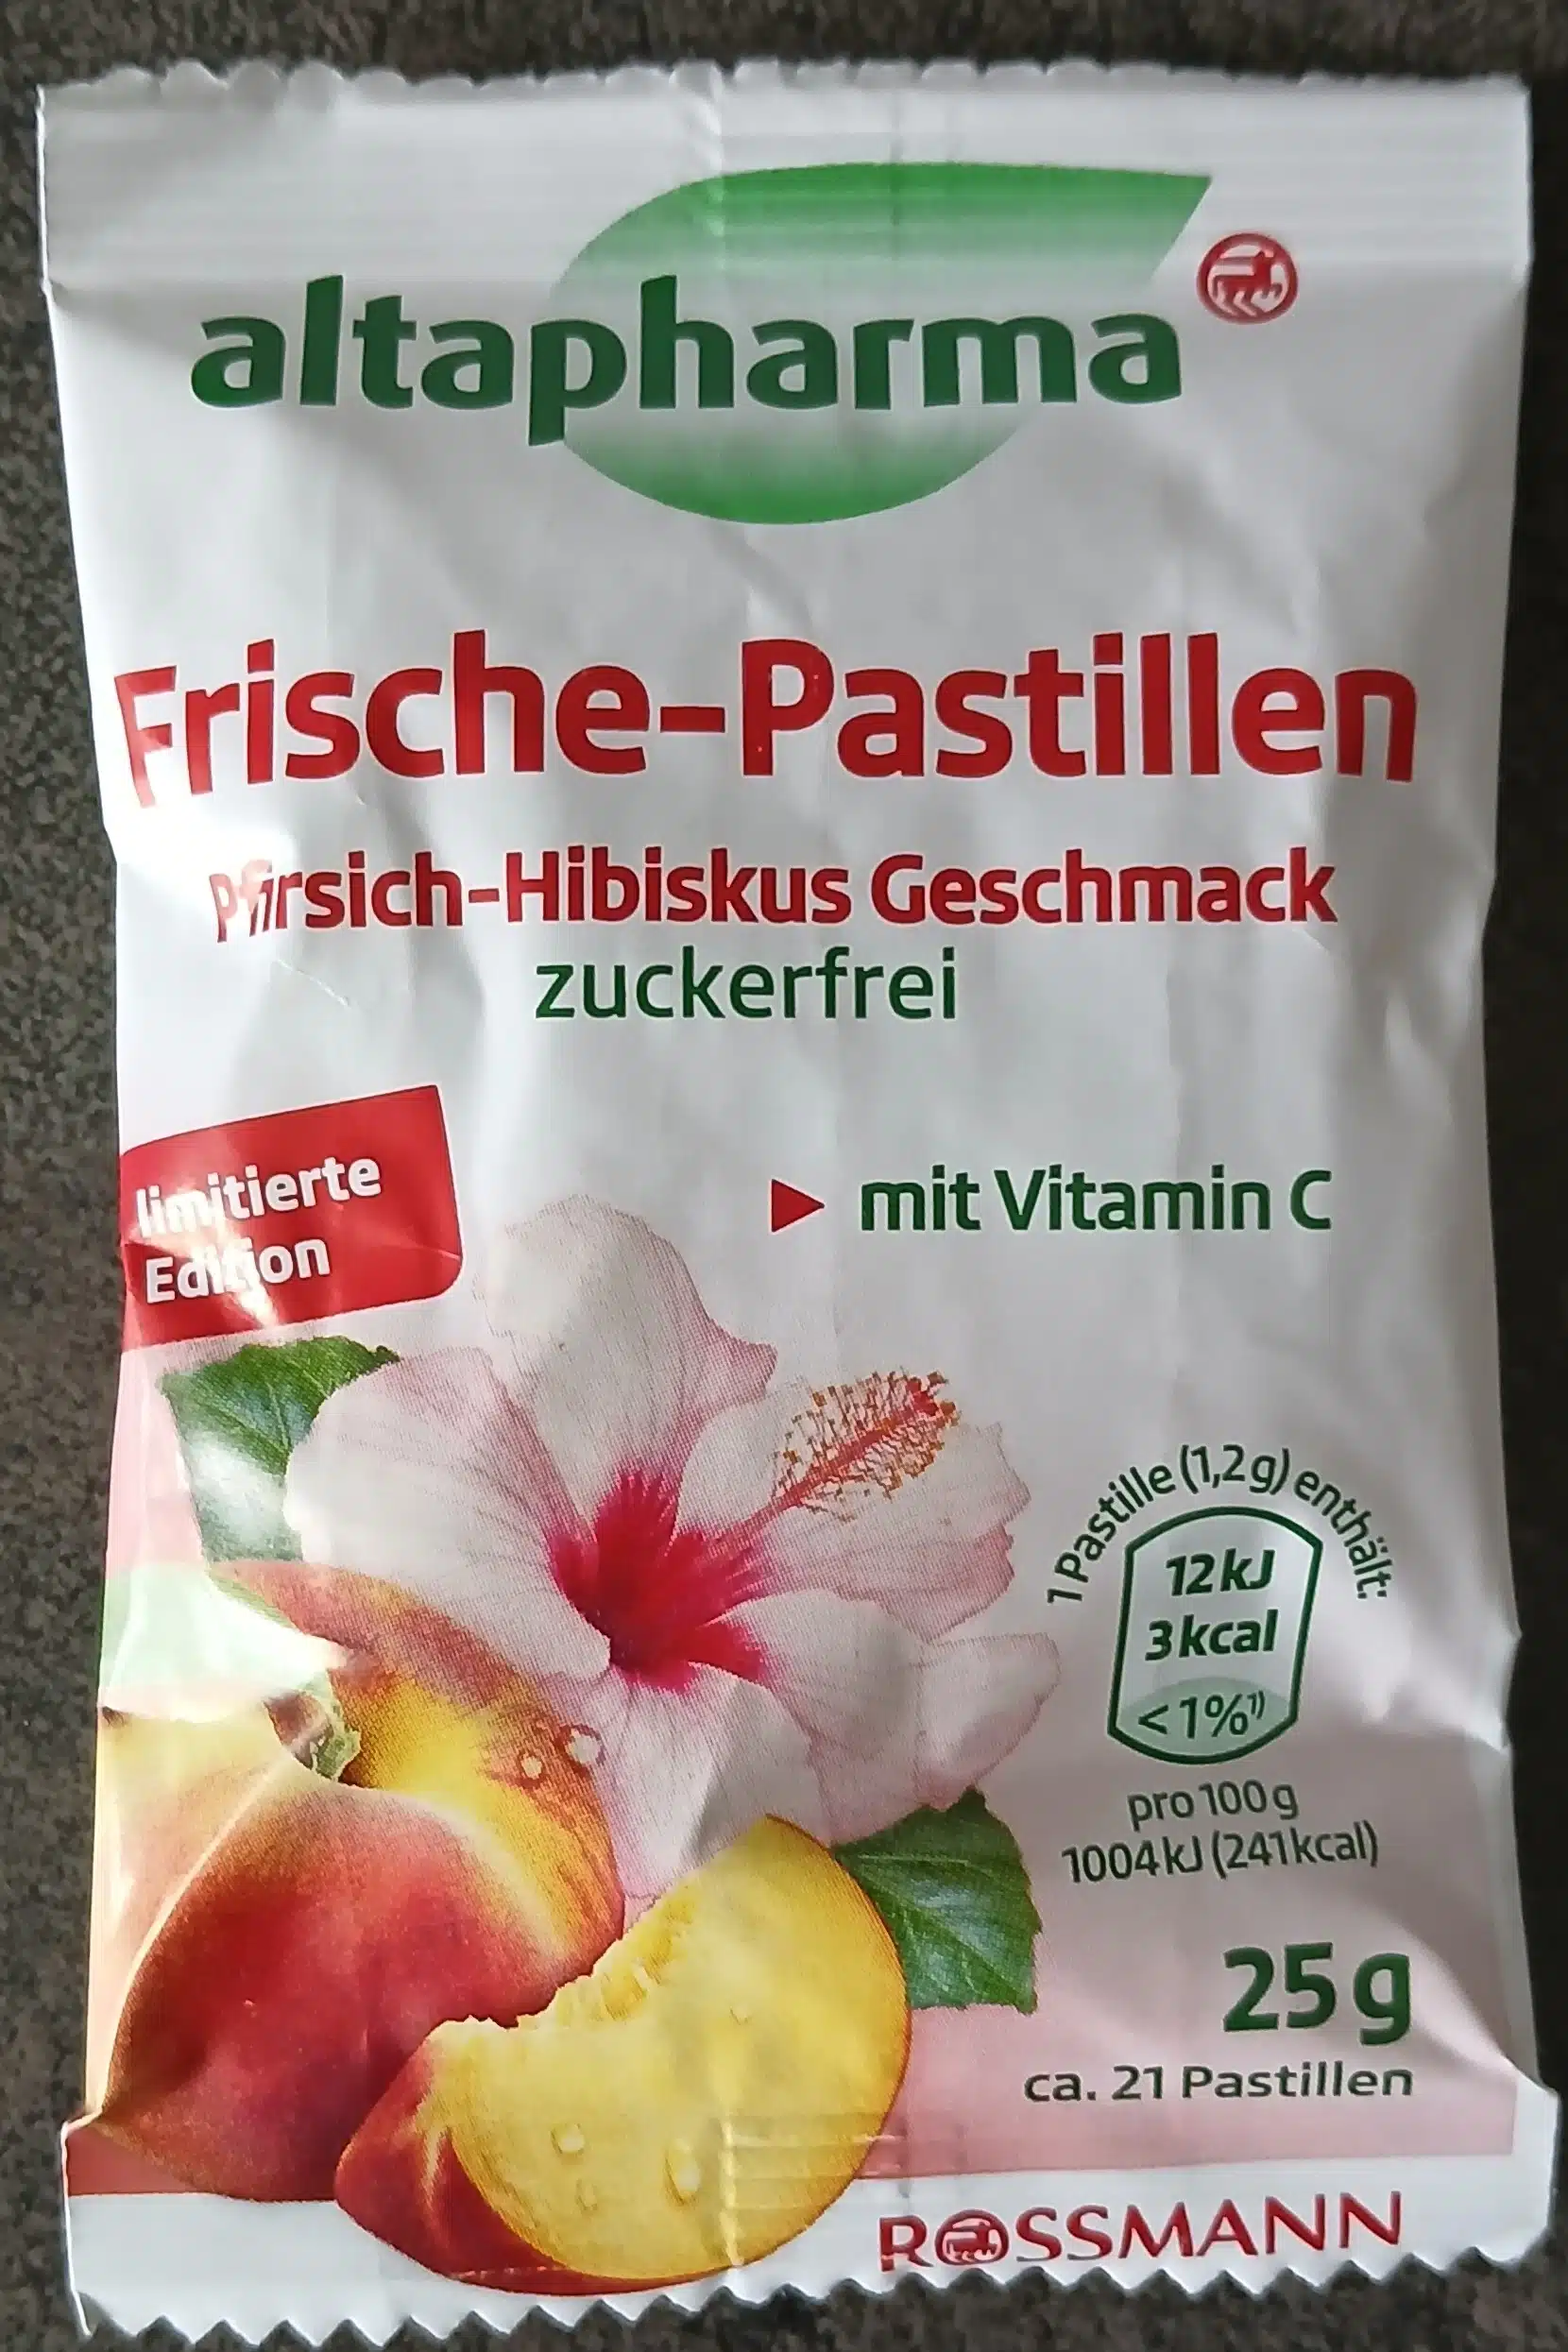 altapharma
Frische-Pastillen
Pfirsich-Hibiskus Geschmack
zuckerfrei
limitierte
Edition
mit Vitamin C
1 Pastille (1,2g) enthält:
12 kJ
3 kcal
<1%¹⁾
pro 100g
1004 kJ (241 kcal)
25g
ca. 21 Pastillen
ROSSMANN